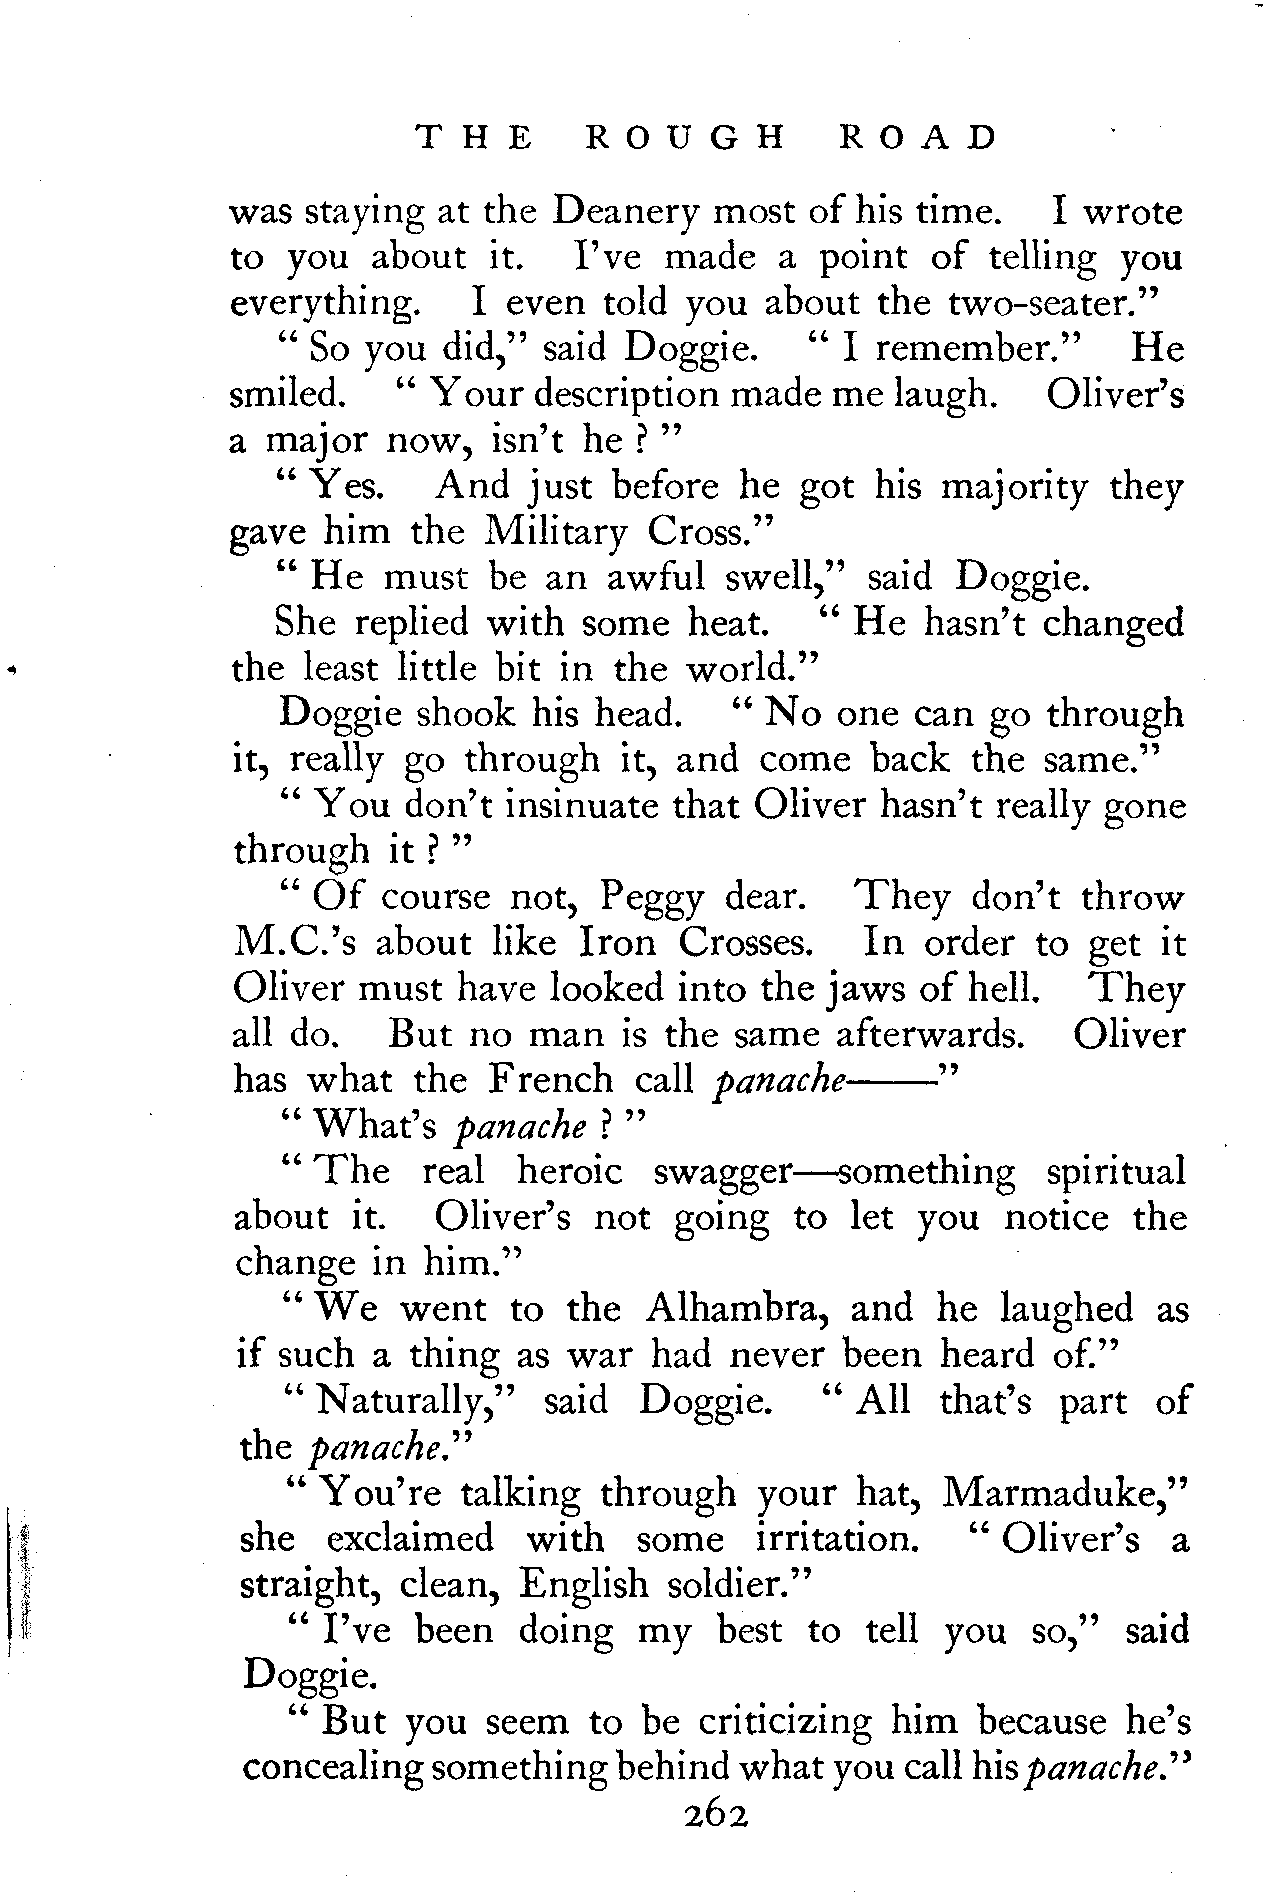 THE ROUGH ROAD
was staying at the Deanery most of his time. I wrote
to you about it. I've made a point of telling you
everything. I even told you about the two-seater."
" So you did," said Doggie. " I remember." He
smiled. " Your description made me laugh. Oliver's
a major now, isn't he ? "
" Yes. And just before he got his majority they
gave him the Military Cross."
" He must be an awful swell," said Doggie.
She replied with some heat. " He hasn't changed
the least little bit in the world."
Doggie shook his head. " No one can go through
it, really go through it, and come back the same."
" You don't insinuate that Oliver hasn't really gone
through it ? "
" Of course not, Peggy dear. They don't throw
M.C.'s about like Iron Crosses. In order to get it
Oliver must have looked into the jaws of hell. They
all do. But no man is the same afterwards. Oliver
has what the French call panache——"
" What's panache ? "
" The real heroic swagger—something spiritual
about it. Oliver's not going to let you notice the
change in him."
" We went to the Alhambra, and he laughed as
if such a thing as war had never been heard of."
" Naturally," said Doggie. " All that's part of
the panache."
" You're talking through your hat, Marmaduke,"
she exclaimed with some irritation. " Oliver's a
straight, clean, English soldier."
" I've been doing my best to tell you so," said
Doggie.
" But you seem to be criticizing him because he's
concealing something behind what you call his panache."
262